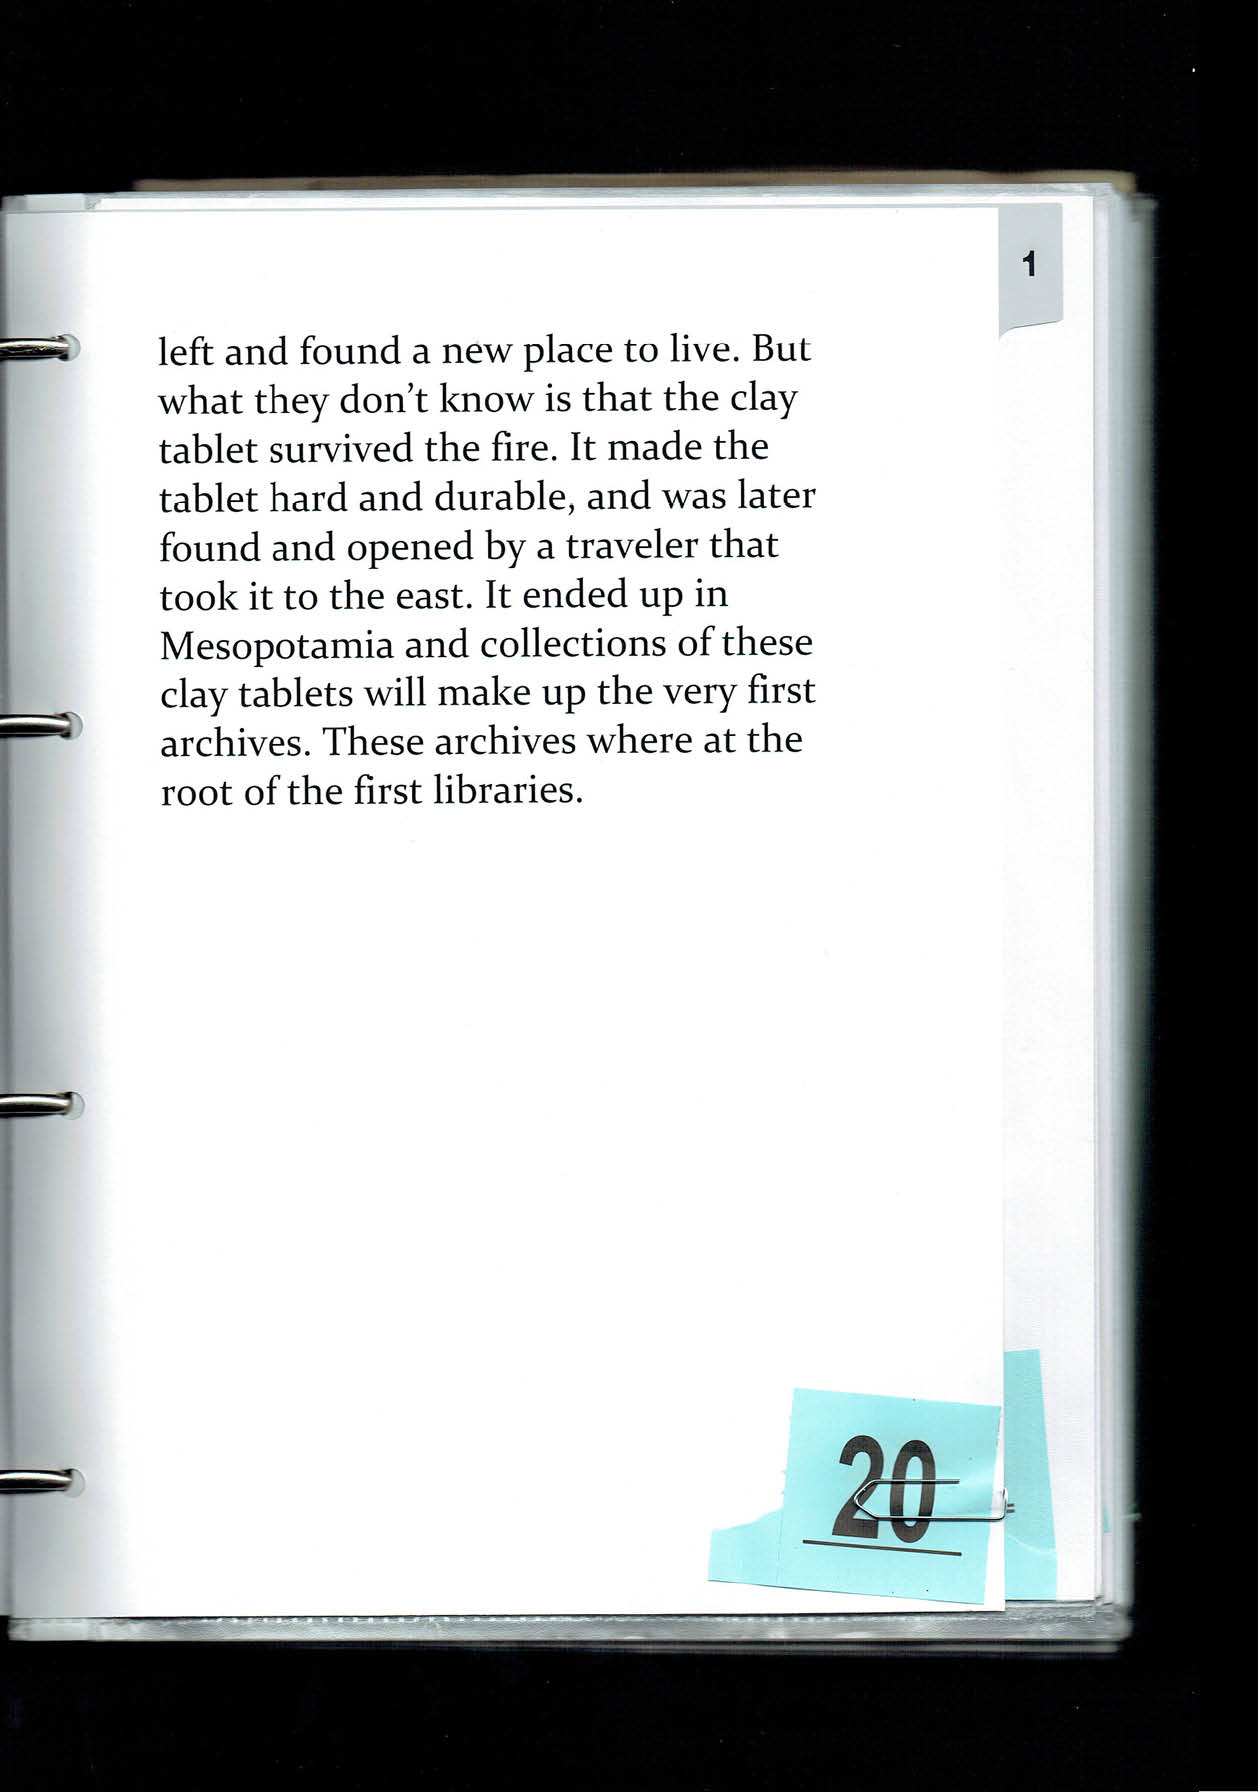 1
left and found a new place to live. But
what they don’t know is that the clay
tablet survived the fire. It made the
tablet hard and durable, and was later
found and opened by a traveler that
took it to the east. It ended up in
Mesopotamia and collections of these
clay tablets will make up the very first
archives. These archives where at the
root of the first libraries.
20